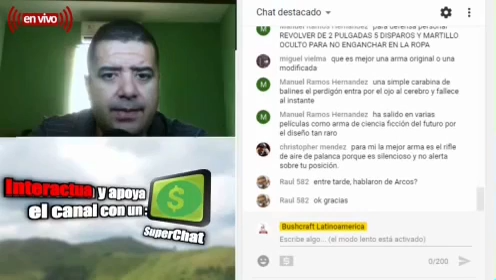 en vivo
Interactua y apoya
el canal con un :
SuperChat
$
Chat destacado
Manuel Ramos Hernandez para defensa personal
REVOLVER DE 2 PULGADAS 5 DISPAROS Y MARTILLO
OCULTO PARA NO ENGANCHAR EN LA ROPA
miguel vielma que es mejor una arma original o una
modificada
Manuel Ramos Hernandez una simple carabina de
balines el perdigón entra por el ojo al cerebro y fallece
al instante
Manuel Ramos Hernandez ha salido en varias
películas como arma de ciencia ficción del futuro por
el diseño tan raro
christopher mendez para mi la mejor arma es el rifle
de aire de palanca porque es silencioso y no alerta
sobre tu posición.
Raul 582 entre tarde, hablaron de Arcos?
Raul 582 ok gracias
Bushcraft Latinoamerica
Escribe algo... (el modo lento está activado)
0/200